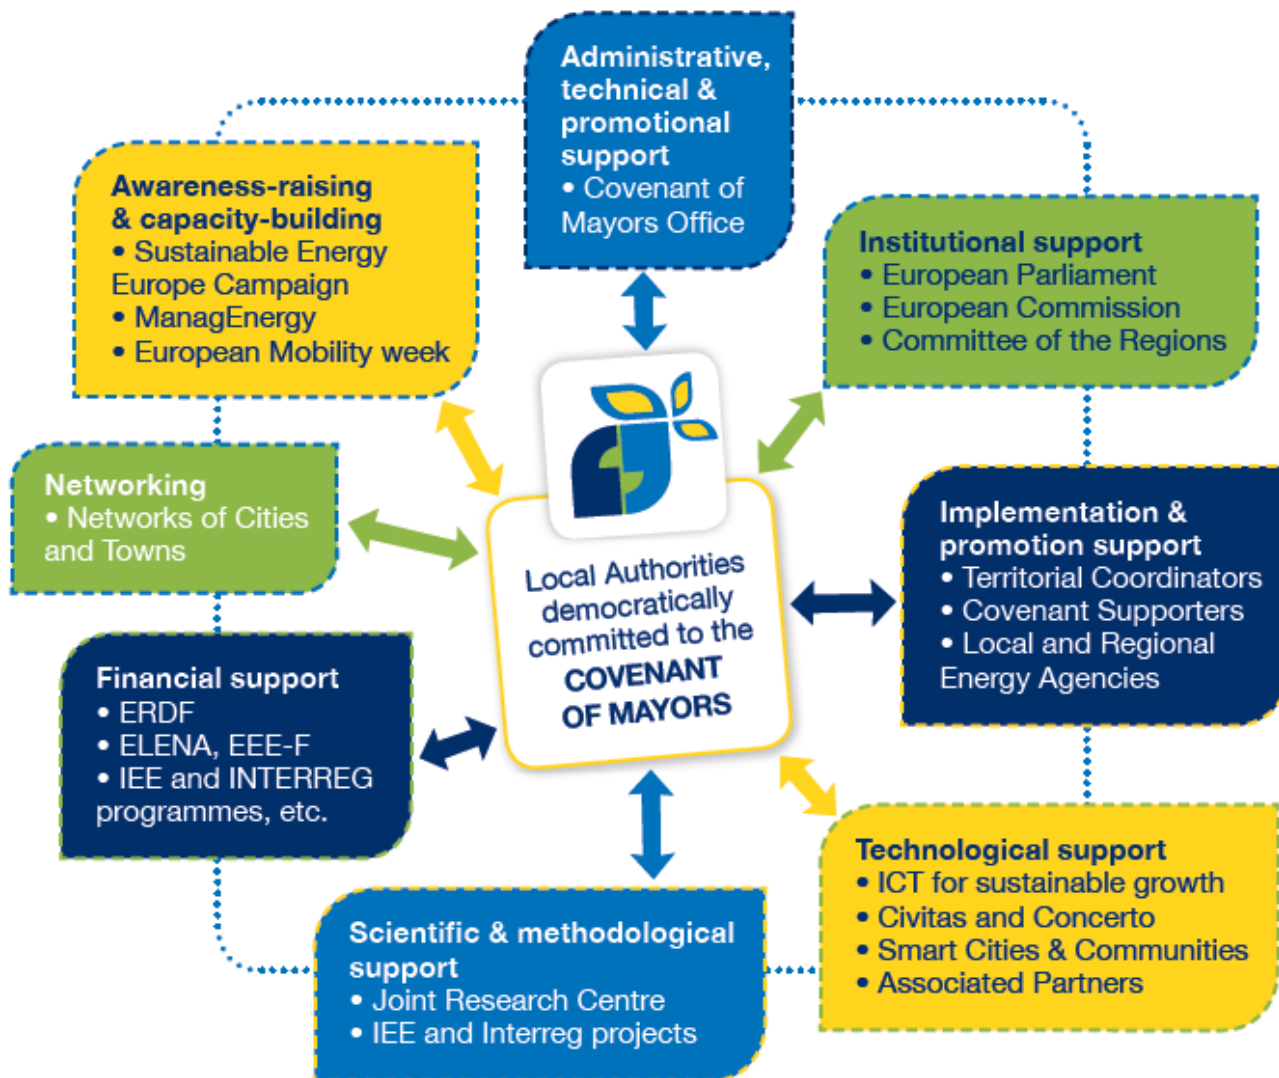 Administrative,
technical &
promotional
support
• Covenant of
Mayors Office
Awareness-raising
& capacity-building
• Sustainable Energy
Europe Campaign
• ManagEnergy
• European Mobility week
Institutional support
• European Parliament
• European Commission
• Committee of the Regions
Networking
• Networks of Cities
and Towns
Local Authorities
democratically
committed to the
COVENANT
OF MAYORS
Implementation &
promotion support
• Territorial Coordinators
• Covenant Supporters
• Local and Regional
Energy Agencies
Financial support
• ERDF
• ELENA, EEE-F
• IEE and INTERREG
programmes, etc.
Technological support
• ICT for sustainable growth
• Civitas and Concerto
• Smart Cities & Communities
• Associated Partners
Scientific & methodological
support
• Joint Research Centre
• IEE and Interreg projects